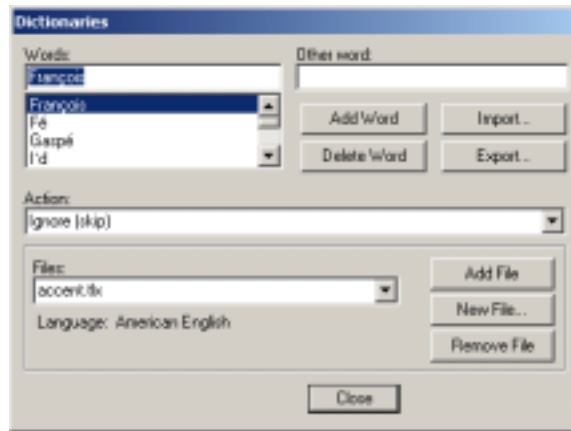 Dictionaries
Words:
Other word:
François
François
Fé
Gaspé
I'd
Add Word
Import...
Delete Word
Export...
Action:
Ignore (skip)
Files:
accent.tlx
Language: American English
Add File
New File...
Remove File
Close